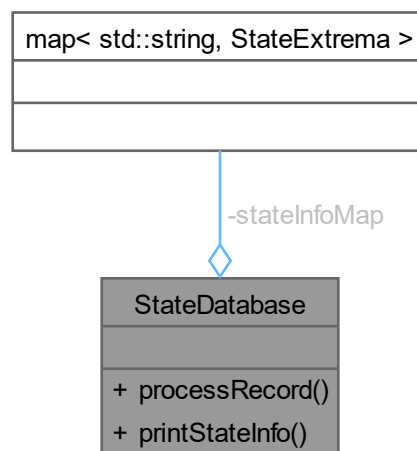 map< std::string, StateExtrema >
-stateInfoMap
StateDatabase
+ processRecord()
+ printStateInfo()